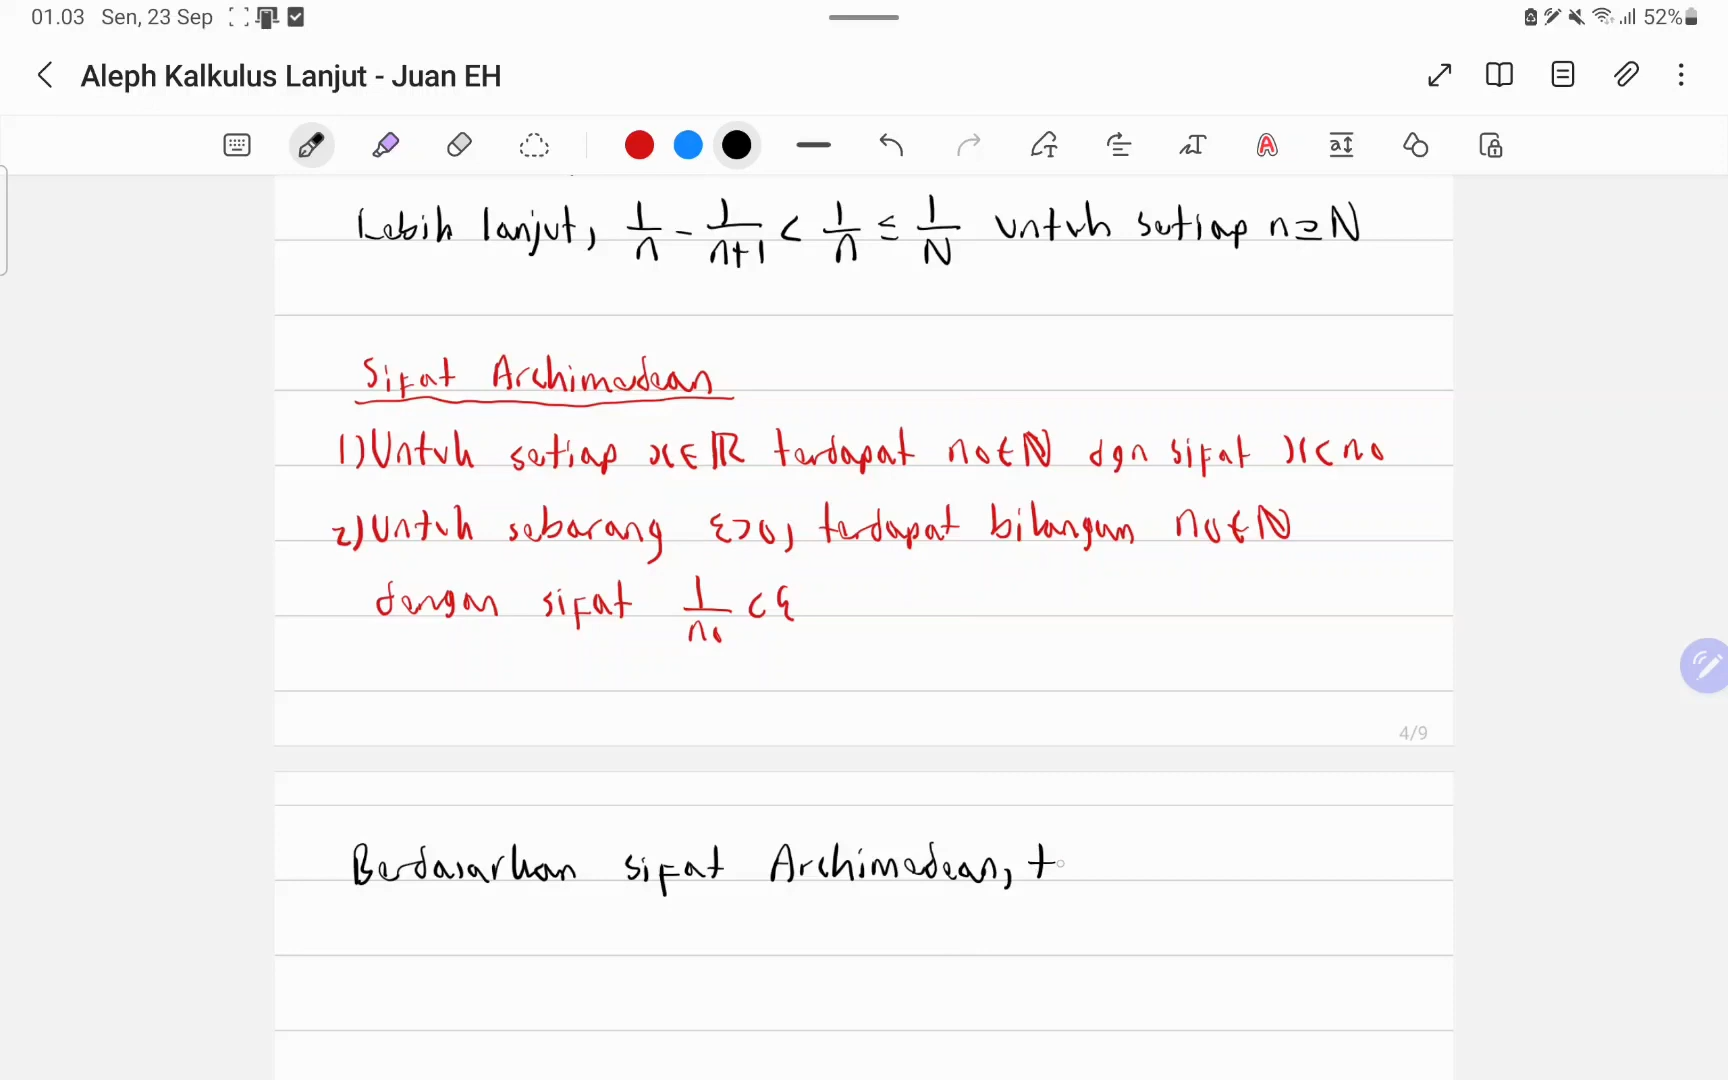 01.03 Sen, 23 Sep
52%
Aleph Kalkulus Lanjut - Juan EH
Lebih lanjut, 1/n - 1/(n+1) < 1/n ≤ 1/N untuk setiap n ≥ N
Sifat Archimedean
1) Untuk setiap x ∈ ℝ terdapat n₀ ∈ ℕ dgn sifat x < n₀
2) Untuk sebarang ε > 0, terdapat bilangan n₀ ∈ ℕ
dengan sifat 1/n₀ < ε
4/9
Berdasarkan sifat Archimedean, t